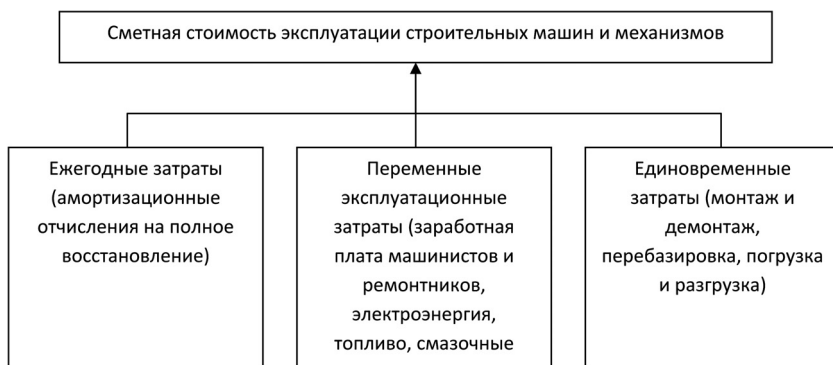 Сметная стоимость эксплуатации строительных машин и механизмов
Ежегодные затраты
(амортизационные
отчисления на полное
восстановление)
Переменные
эксплуатационные
затраты (заработная
плата машинистов и
ремонтников,
электроэнергия,
топливо, смазочные
Единовременные
затраты (монтаж и
демонтаж,
перебазировка, погрузка
и разгрузка)